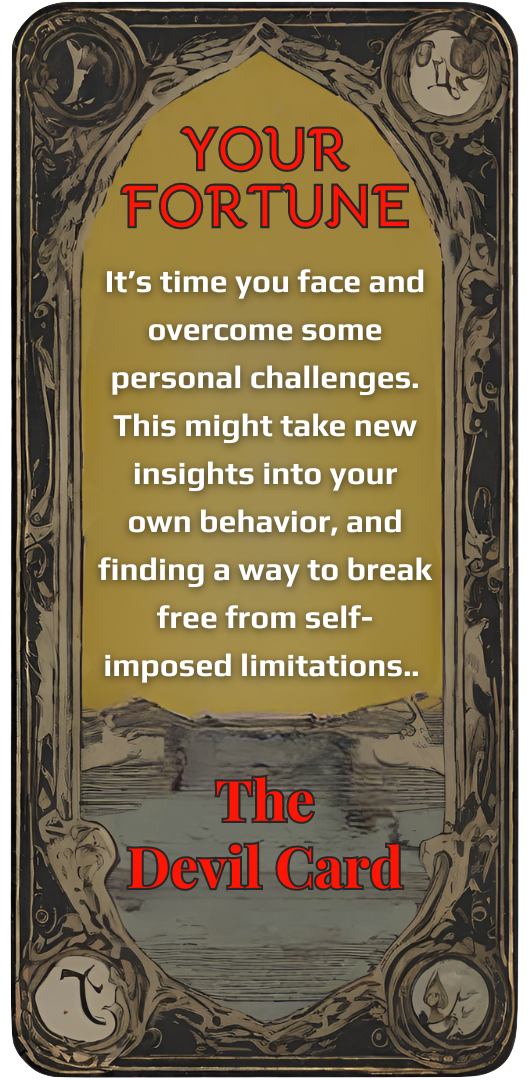 YOUR
FORTUNE
It’s time you face and
overcome some
personal challenges.
This might take new
insights into your
own behavior, and
finding a way to break
free from self-
imposed limitations..
The
Devil Card